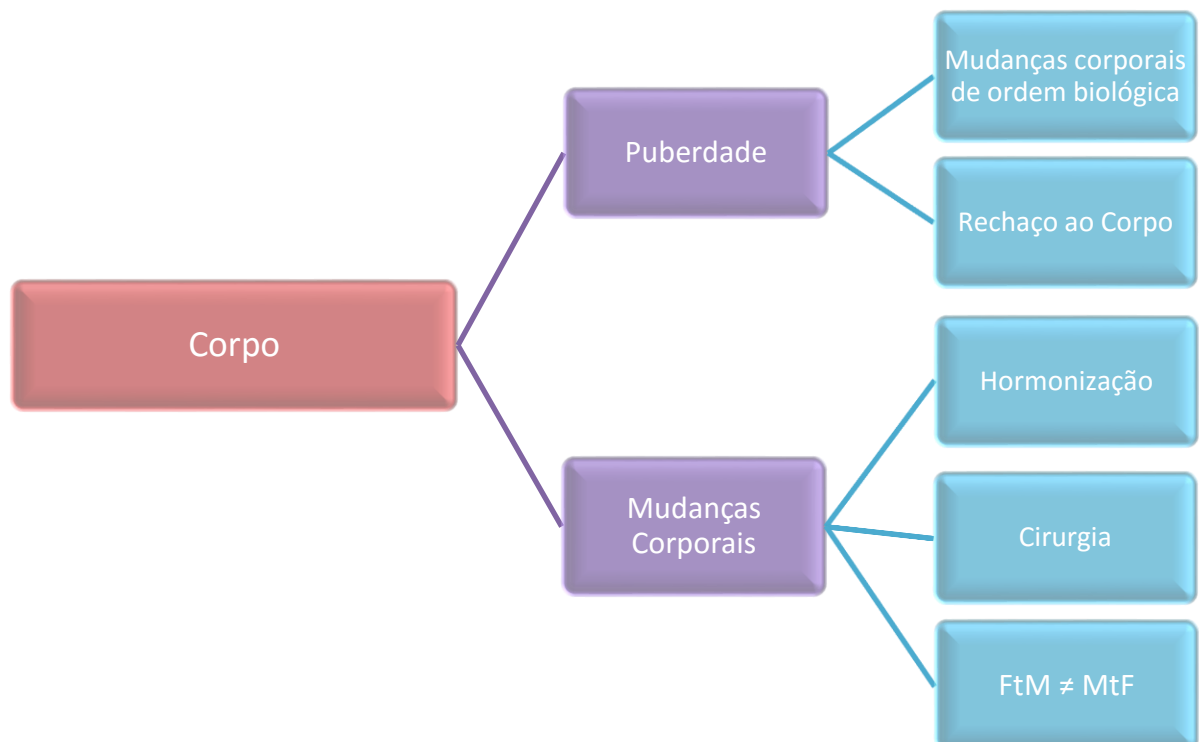 Corpo
Puberdade
Mudanças corporais
de ordem biológica
Rechaço ao Corpo
Mudanças
Corporais
Hormonização
Cirurgia
FtM ≠ MtF